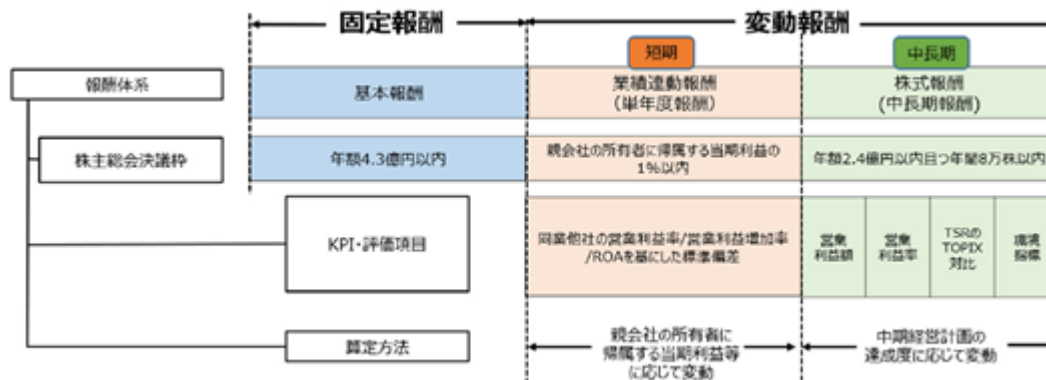 固定報酬
変動報酬
短期
中長期
報酬体系
基本報酬
業績連動報酬
（単年度報酬）
株式報酬
（中長期報酬）
株主総会決議枠
年額4.3億円以内
親会社の所有者に帰属する当期利益の
1％以内
年額2.4億円以内且つ年間8万株以内
KPI・評価項目
同業他社の営業利益率/営業利益増加率
/ROAを基にした標準偏差
営業
利益額
営業
利益率
TSRの
TOPIX
対比
環境
指標
算定方法
親会社の所有者に
帰属する当期利益等
に応じて変動
中期経営計画の
達成度に応じて変動